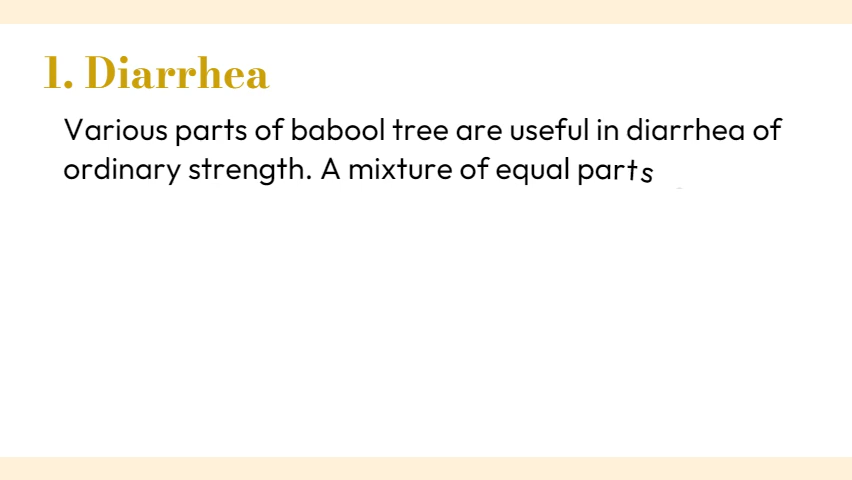 1. Diarrhea
Various parts of babool tree are useful in diarrhea of
ordinary strength. A mixture of equal parts